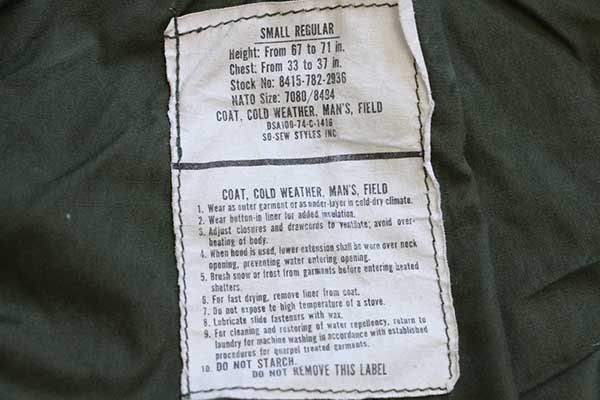 SMALL REGULAR
Height: From 67 to 71 in.
Chest: From 33 to 37 in.
Stock No: 8415-782-2936
NATO Size: 7080/8494
COAT, COLD WEATHER, MAN'S, FIELD
DSA100-74-C-1416
SO-SEW STYLES INC
COAT, COLD WEATHER, MAN'S, FIELD
1. Wear as outer garment or as under-layer in cold-dry climate.
2. Wear button-in liner for added insulation.
3. Adjust closures and drawcords to ventilate; avoid over-
heating of body.
4. When hood is used, lower extension shall be worn over neck
opening, preventing water entering opening.
5. Brush snow or frost from garments before entering heated
shelters.
6. For fast drying, remove liner from coat.
7. Do not expose to high temperature of a stove.
8. Lubricate slide fasteners with wax.
9. For cleaning and restoring of water repellency, return to
laundry for machine washing in accordance with established
procedures for quarpel treated garments.
10. DO NOT STARCH.
DO NOT REMOVE THIS LABEL